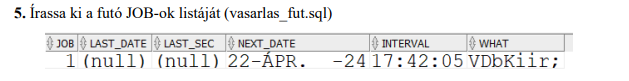 5. Írassa ki a futó JOB-ok listáját (vasarlas_fut.sql)
JOB LAST_DATE LAST_SEC NEXT_DATE INTERVAL WHAT
1 (null) (null) 22-ÁPR. -24 17:42:05 VDbKiir;